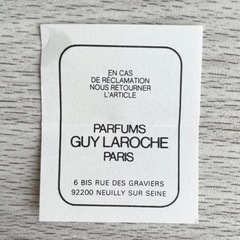 EN CAS
DE RÉCLAMATION
NOUS RETOURNER
L'ARTICLE
PARFUMS
GUY LAROCHE
PARIS
6 BIS RUE DES GRAVIERS
92200 NEUILLY SUR SEINE